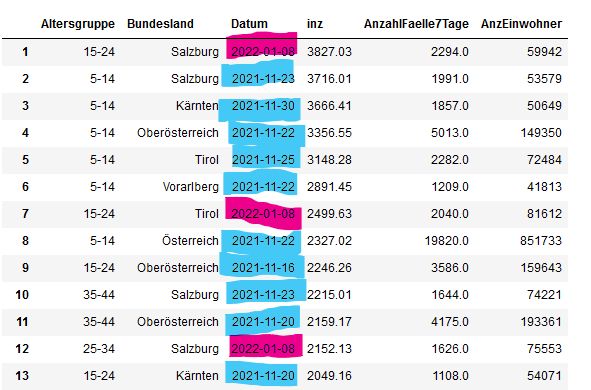 Altersgruppe Bundesland Datum inz AnzahlFaelle7Tage AnzEinwohner
1 15-24 Salzburg 2022-01-08 3827.03 2294.0 59942
2 5-14 Salzburg 2021-11-23 3716.01 1991.0 53579
3 5-14 Kärnten 2021-11-30 3666.41 1857.0 50649
4 5-14 Oberösterreich 2021-11-22 3356.55 5013.0 149350
5 5-14 Tirol 2021-11-25 3148.28 2282.0 72484
6 5-14 Vorarlberg 2021-11-22 2891.45 1209.0 41813
7 15-24 Tirol 2022-01-08 2499.63 2040.0 81612
8 5-14 Österreich 2021-11-22 2327.02 19820.0 851733
9 15-24 Oberösterreich 2021-11-16 2246.26 3586.0 159643
10 35-44 Salzburg 2021-11-23 2215.01 1644.0 74221
11 35-44 Oberösterreich 2021-11-20 2159.17 4175.0 193361
12 25-34 Salzburg 2022-01-08 2152.13 1626.0 75553
13 15-24 Kärnten 2021-11-20 2049.16 1108.0 54071